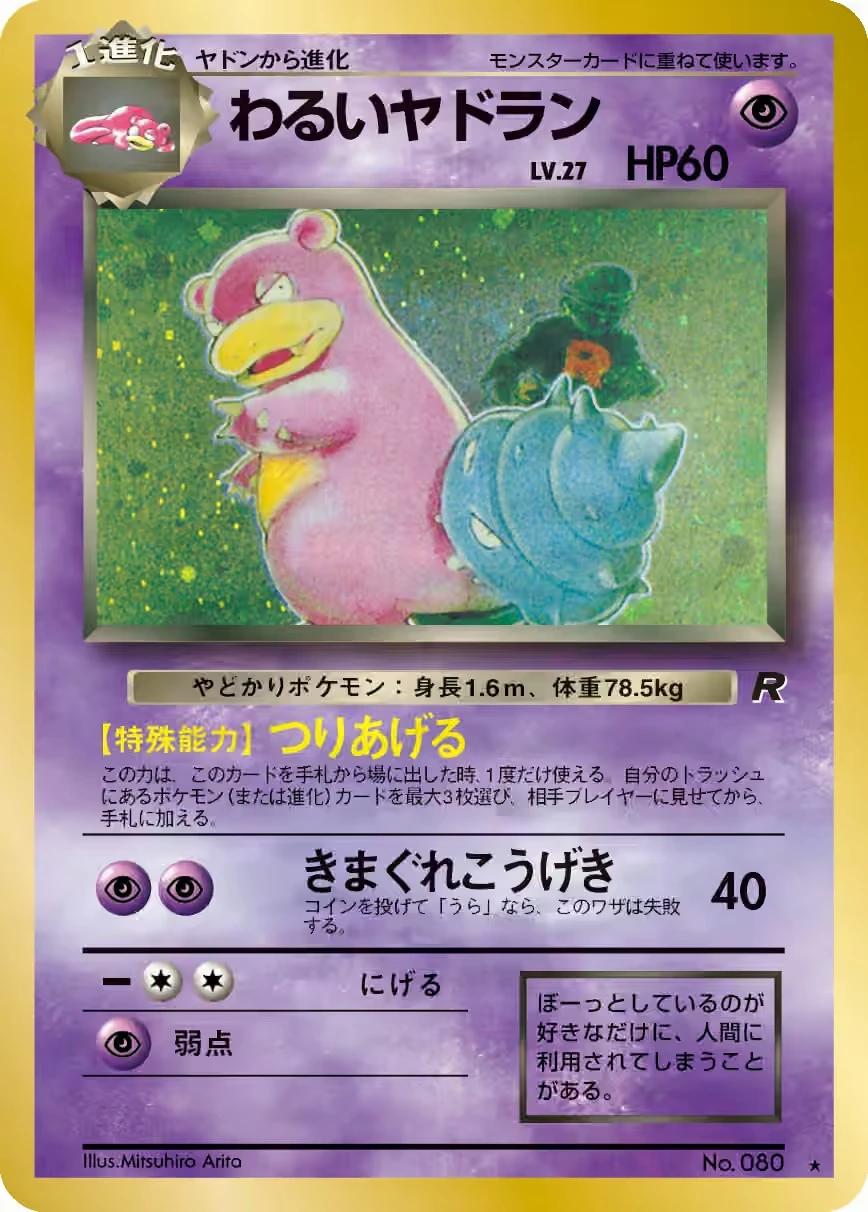 1進化
ヤドンから進化
モンスターカードに重ねて使います。
わるいヤドラン
LV.27 HP60
R
やどかりポケモン：身長1.6m、体重78.5kg
R
【特殊能力】つりあげる
この力は、このカードを手札から場に出した時、1度だけ使える。自分のトラッシュ
にあるポケモン（または進化）カードを最大3枚選び、相手プレイヤーに見せてから、
手札に加える。
きまぐれこうげき
40
コインを投げて「うら」なら、このワザは失敗
する。
ー にげる
弱点
ぼーっとしているのが
好きなだけに、人間に
利用されてしまうこと
がある。
Illus.Mitsuhiro Arita
No. 080 ★